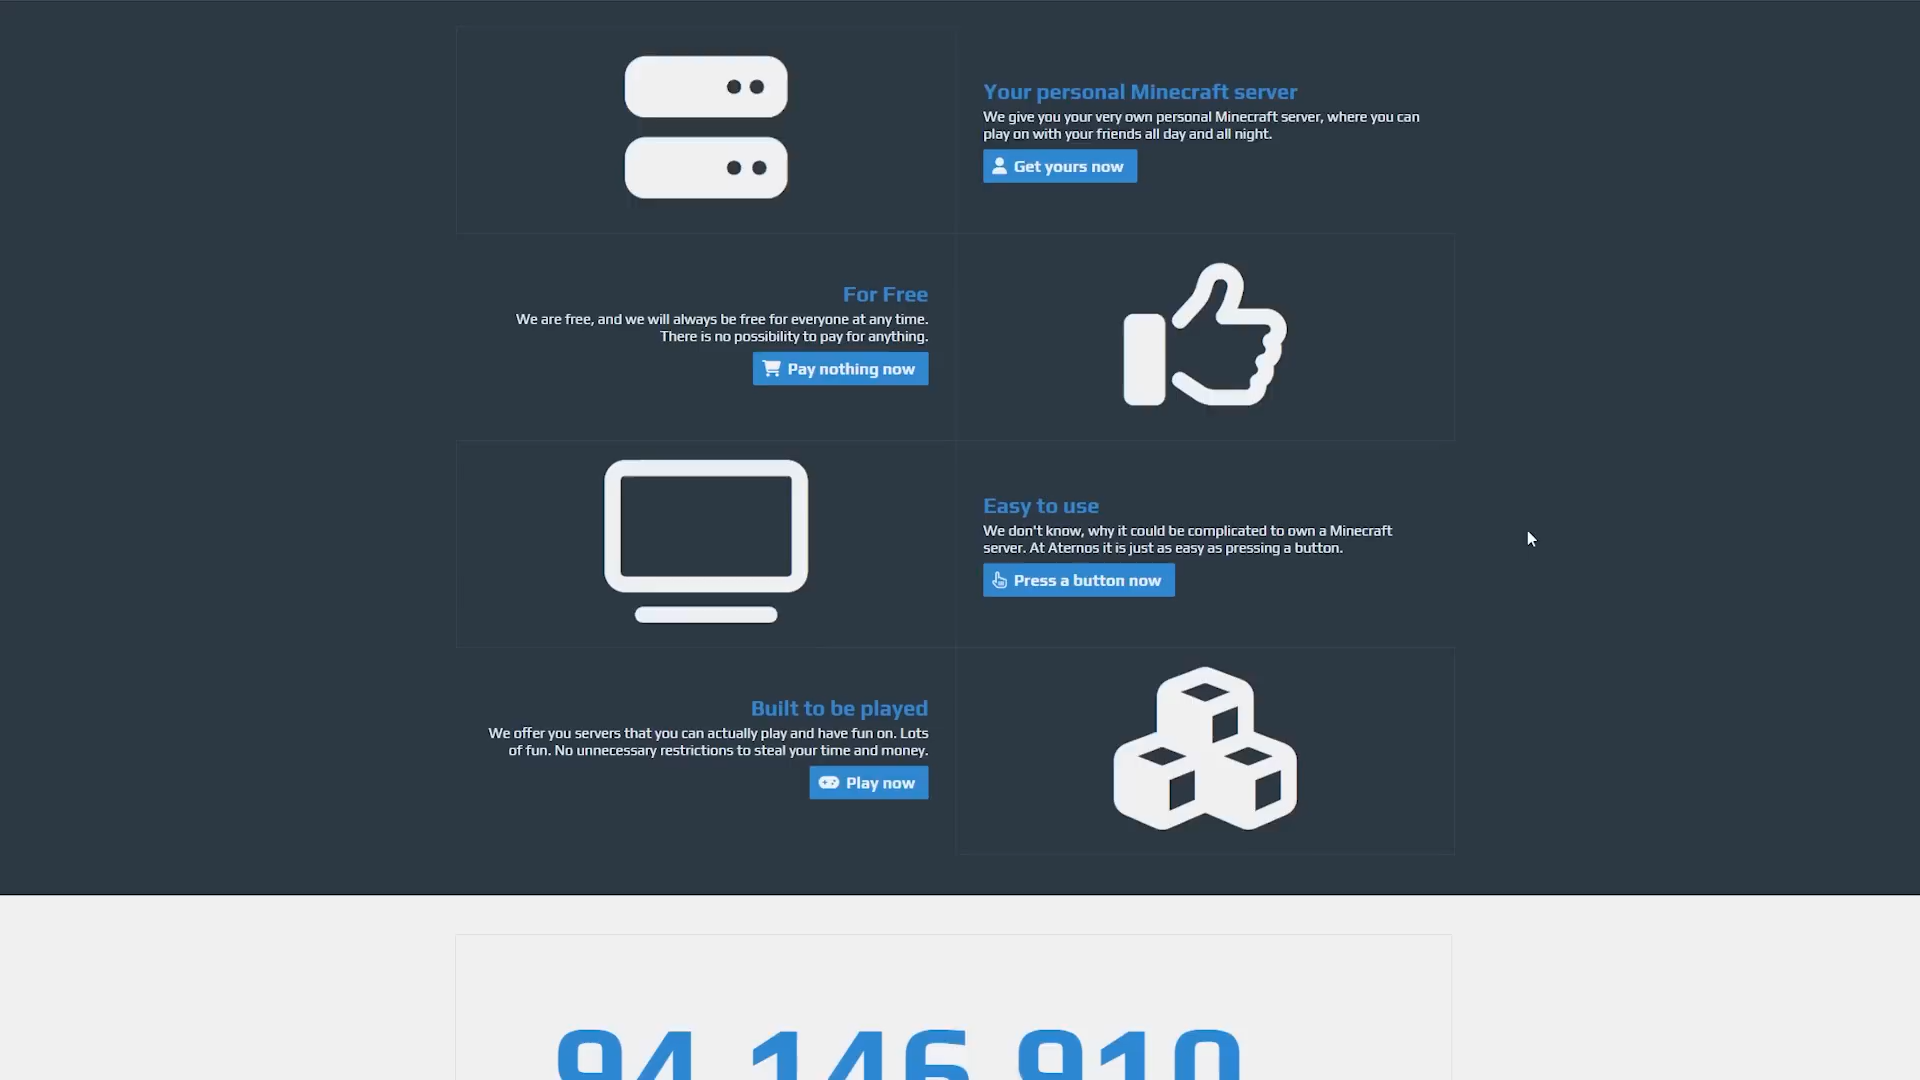 Your personal Minecraft server
We give you your very own personal Minecraft server, where you can
play on with your friends all day and all night.
Get yours now
For Free
We are free, and we will always be free for everyone at any time.
There is no possibility to pay for anything.
Pay nothing now
Easy to use
We don't know, why it could be complicated to own a Minecraft
server. At Aternos it is just as easy as pressing a button.
Press a button now
Built to be played
We offer you servers that you can actually play and have fun on. Lots
of fun. No unnecessary restrictions to steal your time and money.
Play now
94 146 910